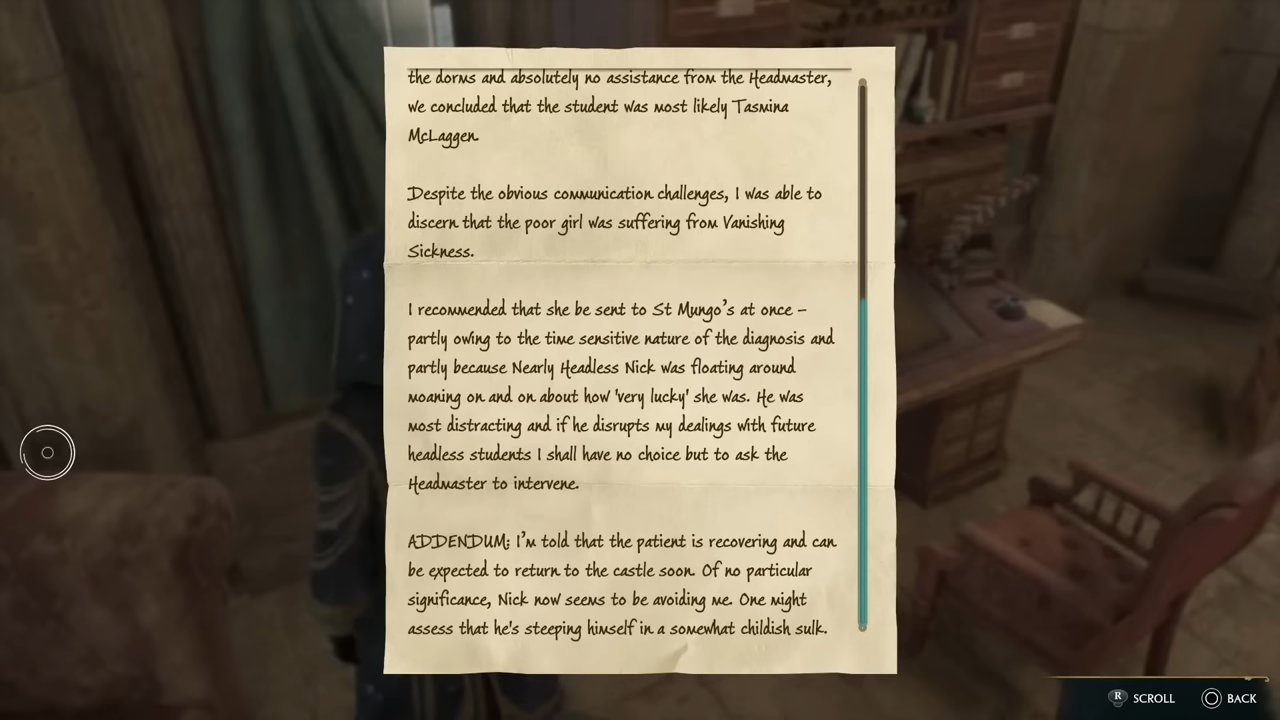 the dorms and absolutely no assistance from the Headmaster,
we concluded that the student was most likely Tasmina
McLaggen.
Despite the obvious communication challenges, I was able to
discern that the poor girl was suffering from Vanishing
Sickness.
I recommended that she be sent to St Mungo's at once –
partly owing to the time sensitive nature of the diagnosis and
partly because Nearly Headless Nick was floating around
moaning on and on about how 'very lucky' she was. He was
most distracting and if he disrupts my dealings with future
headless students I shall have no choice but to ask the
Headmaster to intervene.
ADDENDUM: I'm told that the patient is recovering and can
be expected to return to the castle soon. Of no particular
significance, Nick now seems to be avoiding me. One might
assess that he's steeping himself in a somewhat childish sulk.
R SCROLL BACK